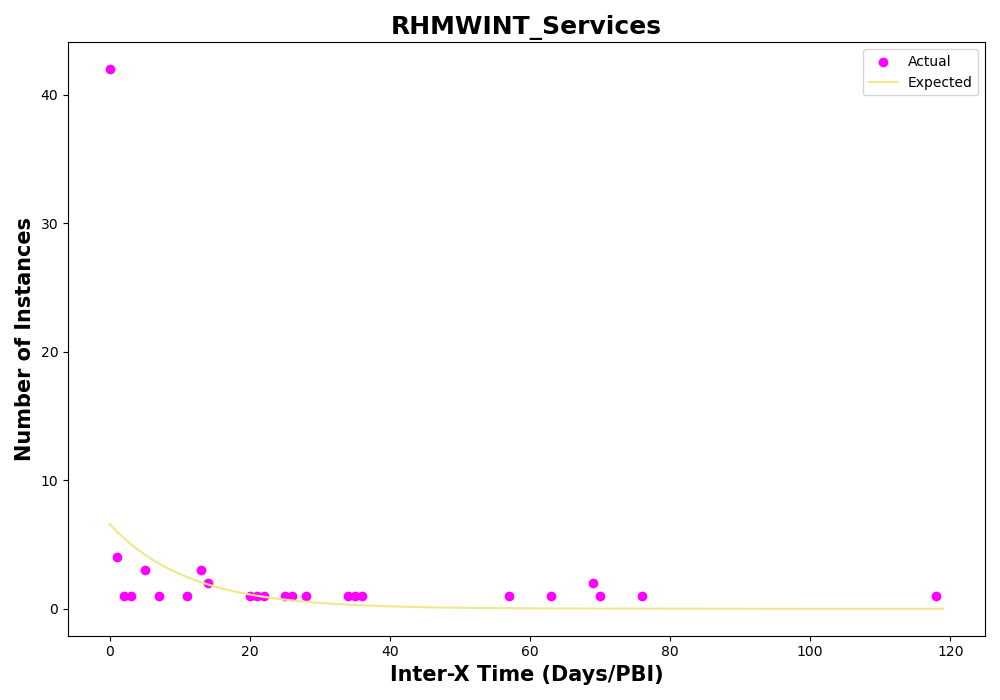 RHMWINT_Services
Actual
Expected
Number of Instances
40
30
20
10
0
0 20 40 60 80 100 120
Inter-X Time (Days/PBI)